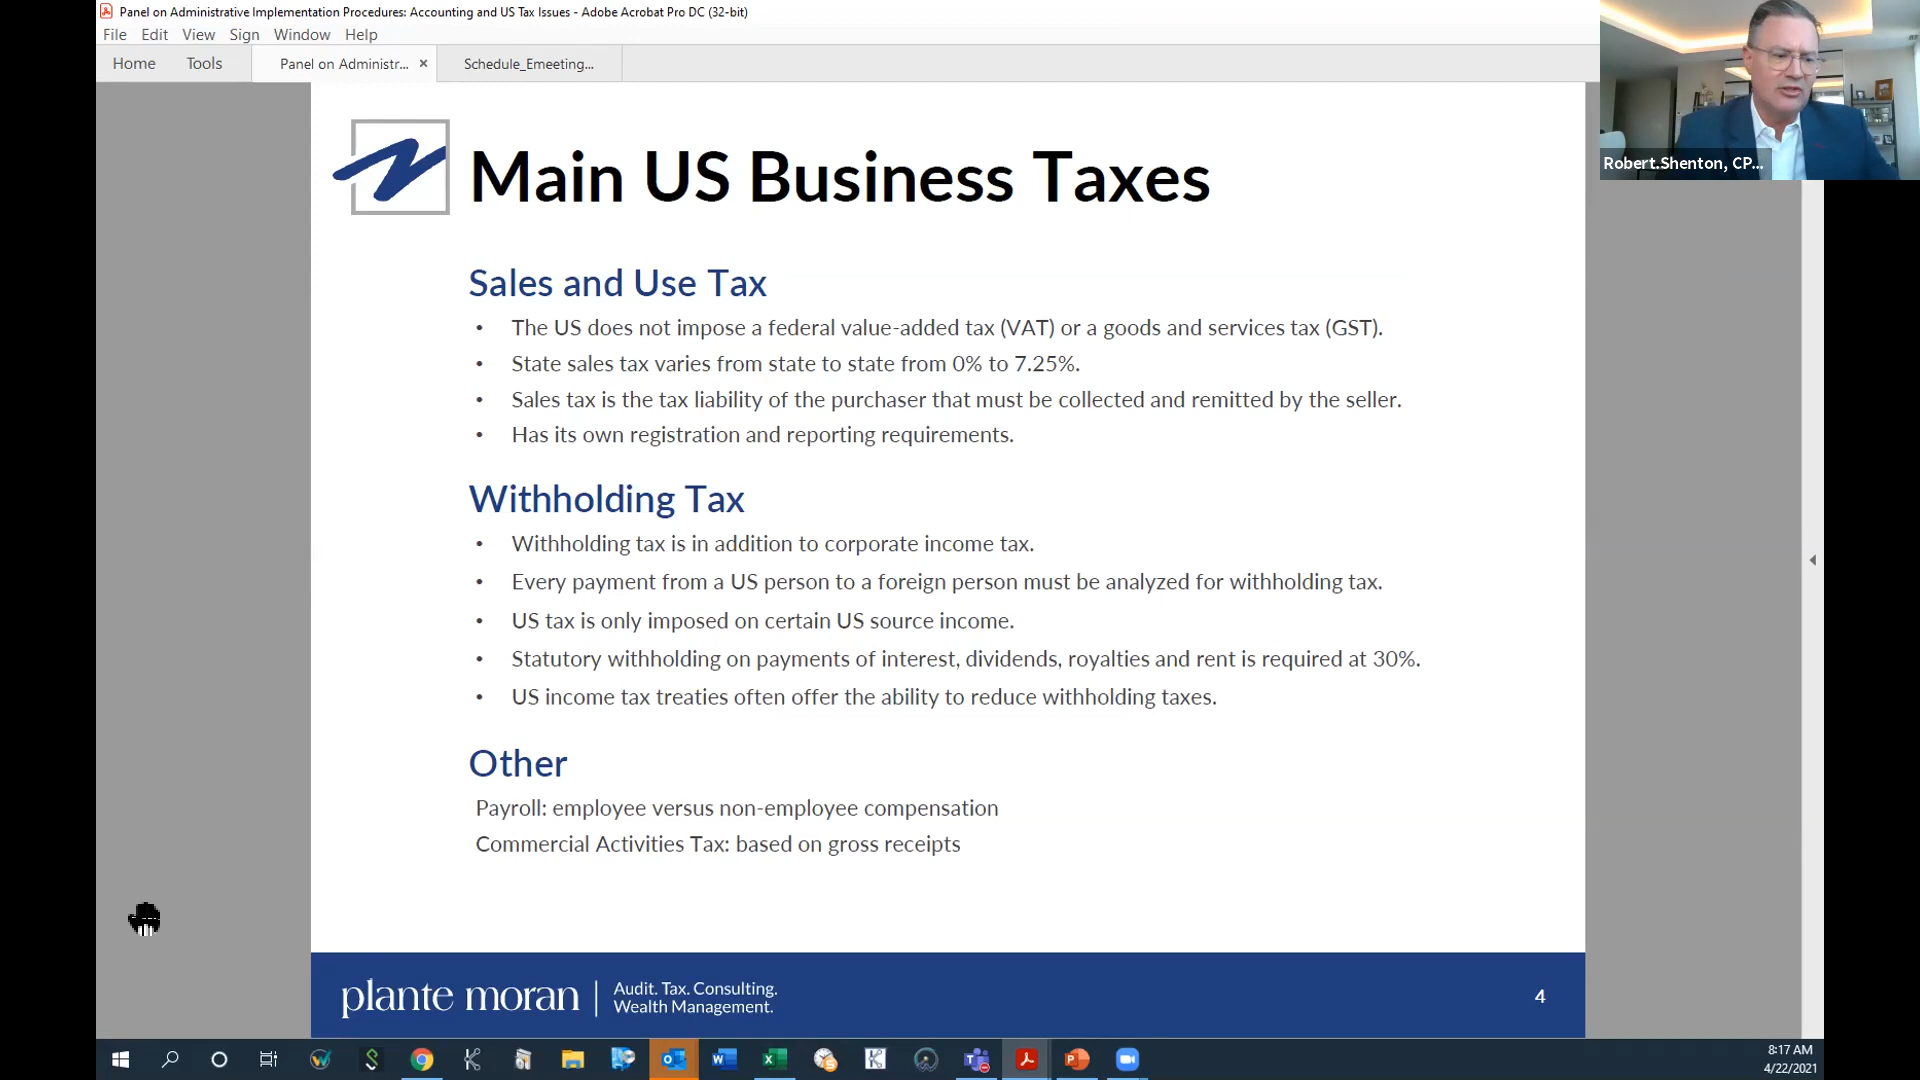 Panel on Administrative Implementation Procedures: Accounting and US Tax Issues - Adobe Acrobat Pro DC (32-bit)
File Edit View Sign Window Help
Home Tools Panel on Administr... × Schedule_Emeeting...
Robert.Shenton, CP...
Main US Business Taxes
Sales and Use Tax
• The US does not impose a federal value-added tax (VAT) or a goods and services tax (GST).
• State sales tax varies from state to state from 0% to 7.25%.
• Sales tax is the tax liability of the purchaser that must be collected and remitted by the seller.
• Has its own registration and reporting requirements.
Withholding Tax
• Withholding tax is in addition to corporate income tax.
• Every payment from a US person to a foreign person must be analyzed for withholding tax.
• US tax is only imposed on certain US source income.
• Statutory withholding on payments of interest, dividends, royalties and rent is required at 30%.
• US income tax treaties often offer the ability to reduce withholding taxes.
Other
Payroll: employee versus non-employee compensation
Commercial Activities Tax: based on gross receipts
plante moran
Audit. Tax. Consulting.
Wealth Management.
4
8:17 AM
4/22/2021